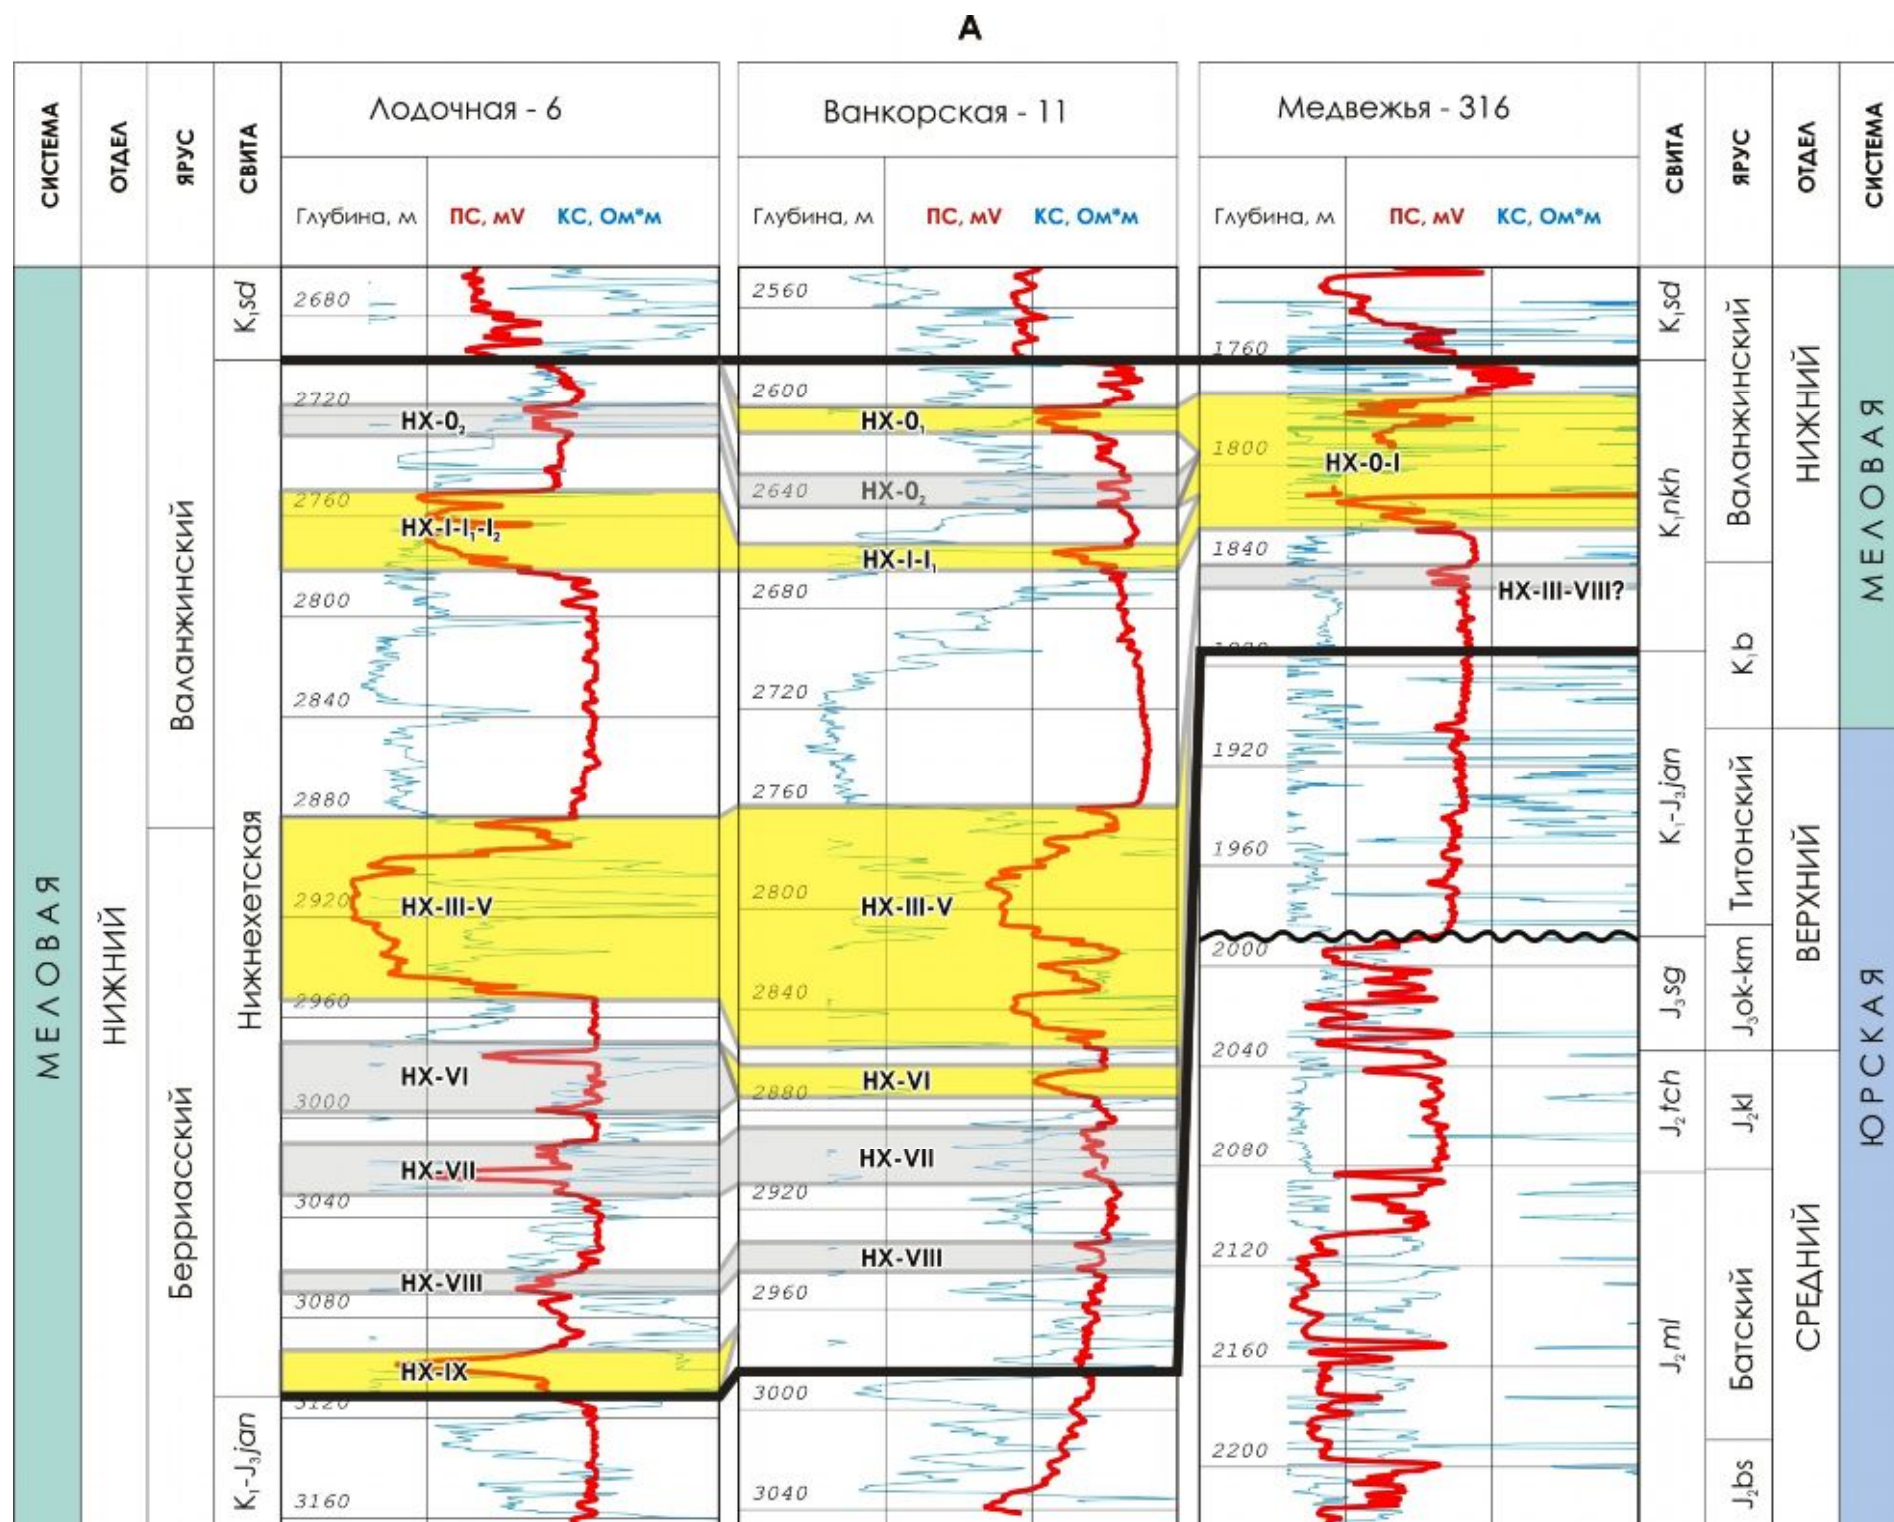 А
СИСТЕМА
ОТДЕЛ
ЯРУС
СВИТА
Лодочная - 6
Ванкорская - 11
Медвежья - 316
СВИТА
ЯРУС
ОТДЕЛ
СИСТЕМА
Глубина, м ПС, mV КС, Ом*м
Глубина, м ПС, mV КС, Ом*м
Глубина, м ПС, mV КС, Ом*м
МЕЛОВАЯ
НИЖНИЙ
Валанжинский
Берриасский
K₁sd
Нижнехетская
K₁-J₃jan
2680
2720
НХ-0₂
2760
НХ-I-I₁-I₂
2800
2840
2880
2920
НХ-III-V
2960
НХ-VI
3000
НХ-VII
3040
НХ-VIII
3080
НХ-IX
3120
3160
2560
2600
НХ-0₁
2640
НХ-0₂
НХ-I-I₁
2680
2720
2760
2800
НХ-III-V
2840
НХ-VI
2880
НХ-VII
2920
НХ-VIII
2960
3000
3040
1760
1800
НХ-0-I
1840
НХ-III-VIII?
1920
1960
2000
2040
2080
2120
2160
2200
K₁sd
K₁nkh
K₁-J₃jan
J₃sg
J₂tch
J₂ml
Валанжинский
K₁b
Титонский
J₃ok-km
J₂kl
Батский
J₂bs
НИЖНИЙ
ВЕРХНИЙ
СРЕДНИЙ
МЕЛОВАЯ
ЮРСКАЯ